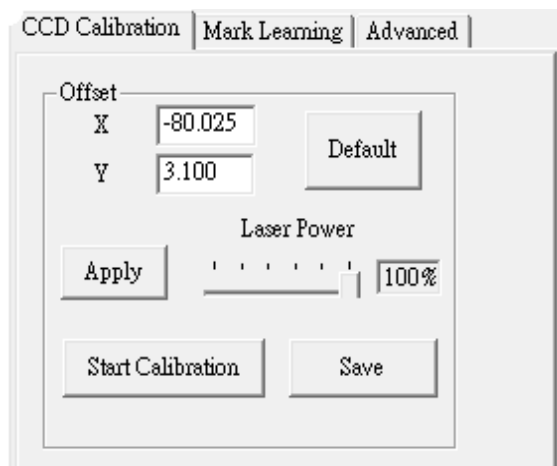 CCD Calibration Mark Learning Advanced
Offset
X -80.025
Default
Y 3.100
Laser Power
Apply 100%
Start Calibration Save